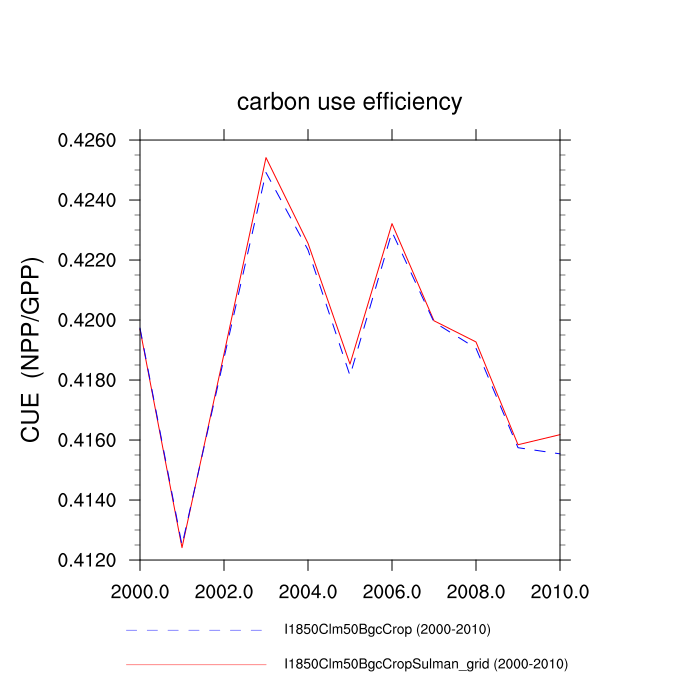 carbon use efficiency
0.4260
0.4240
0.4220
0.4200
0.4180
0.4160
0.4140
0.4120
CUE (NPP/GPP)
2000.0 2002.0 2004.0 2006.0 2008.0 2010.0
I1850Clm50BgcCrop (2000-2010)
I1850Clm50BgcCropSulman_grid (2000-2010)